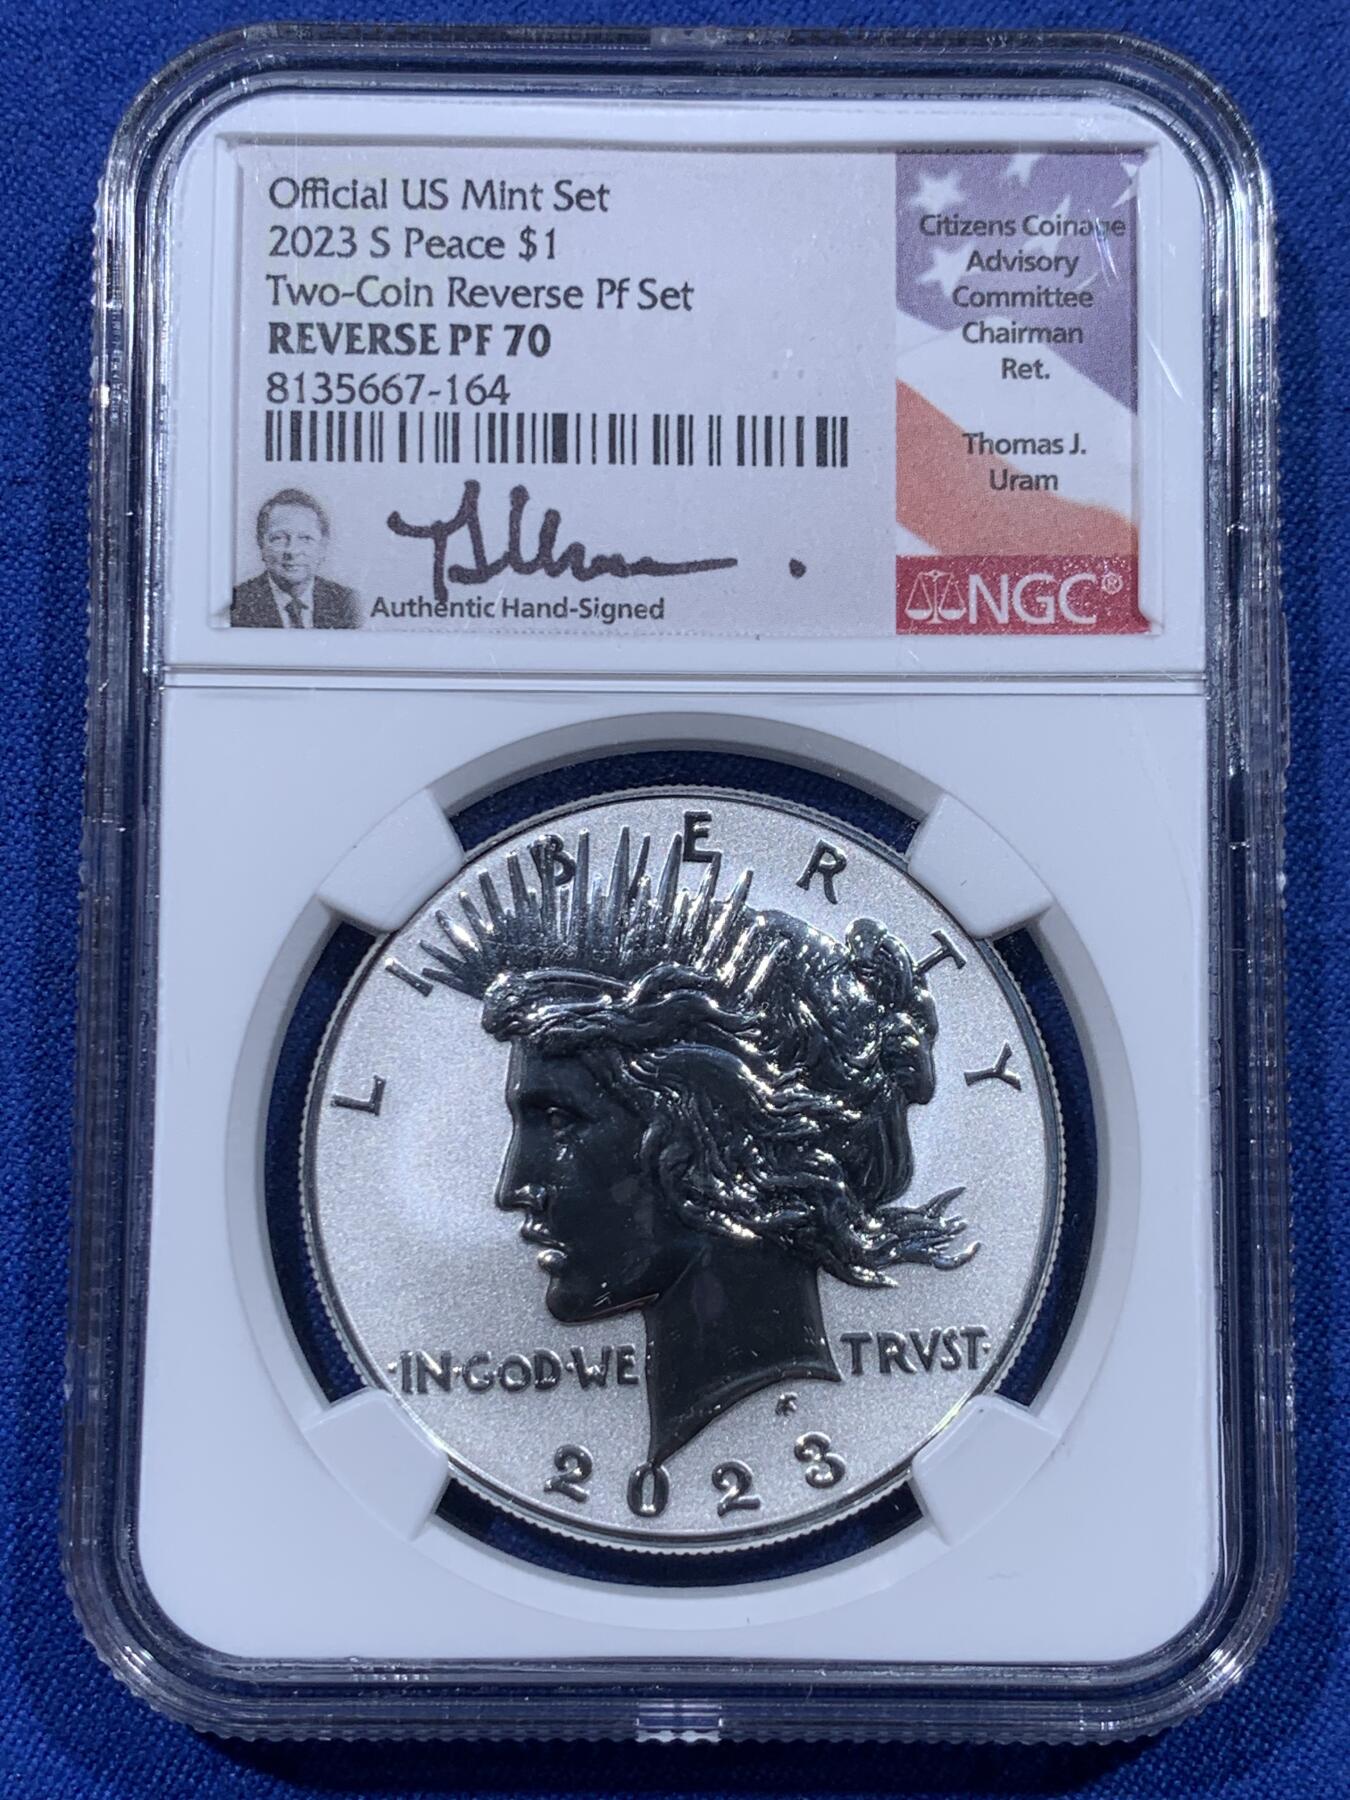 Official US Mint Set
2023 S Peace $1
Two-Coin Reverse Pf Set
REVERSE PF 70
8135667-164
Authentic Hand-Signed
Citizens Coinage
Advisory
Committee
Chairman
Ret.
Thomas J.
Uram
NGC®
LIBERTY
·IN·GOD·WE TRVST·
2023